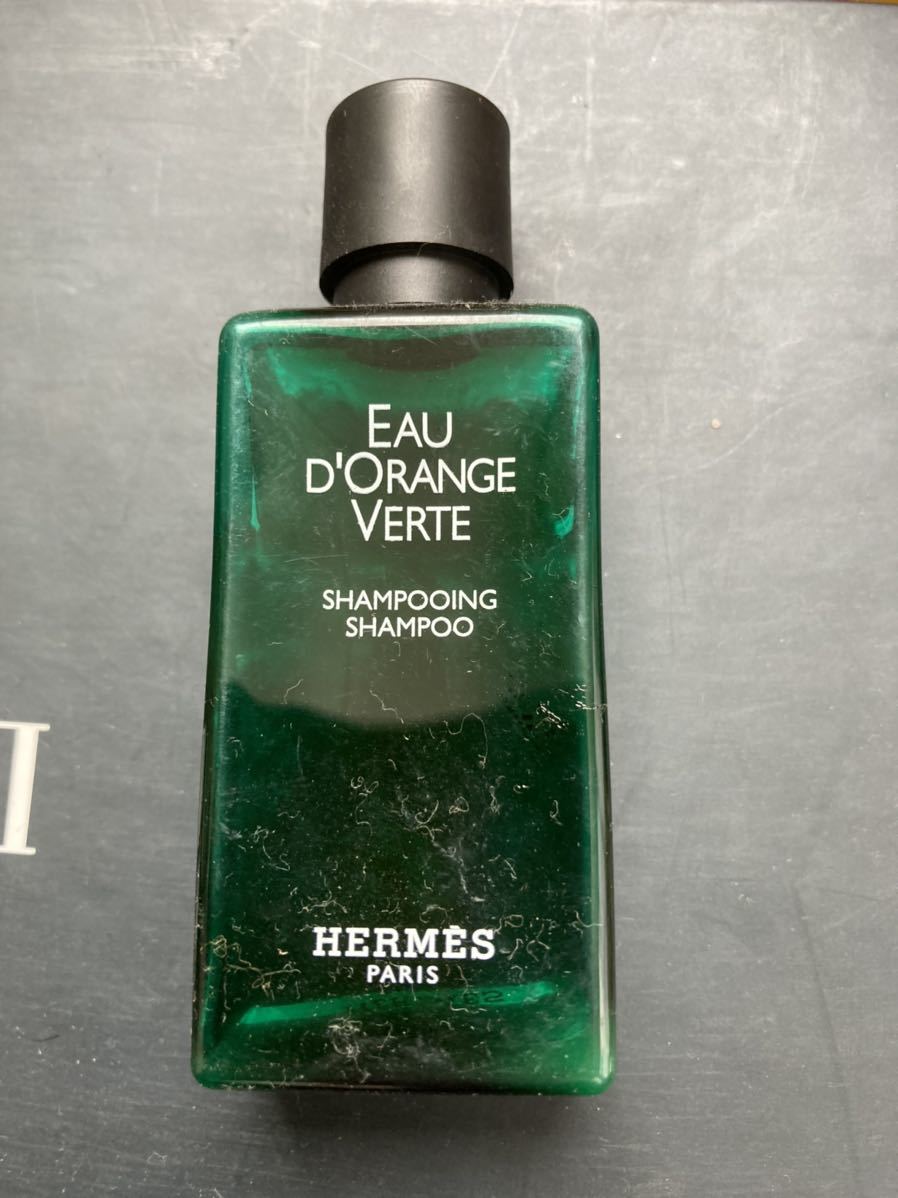 EAU
D'ORANGE
VERTE
SHAMPOOING
SHAMPOO
HERMÈS
PARIS